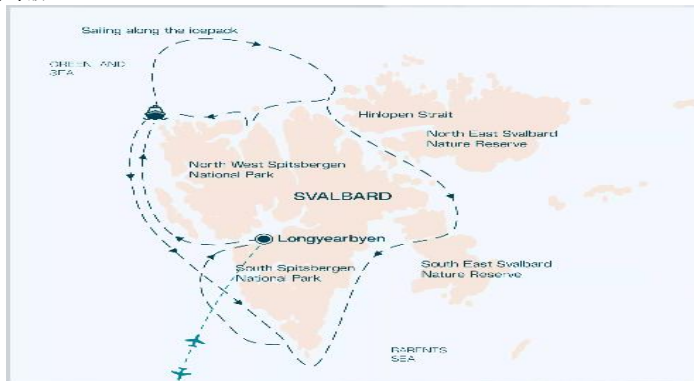 Sailing along the icepack
GREENLAND
SEA
Hinlopen Strait
North East Svalbard
Nature Reserve
North West Spitsbergen
National Park
SVALBARD
Longyearbyen
South Spitsbergen
National Park
South East Svalbard
Nature Reserve
BARENTS
SEA